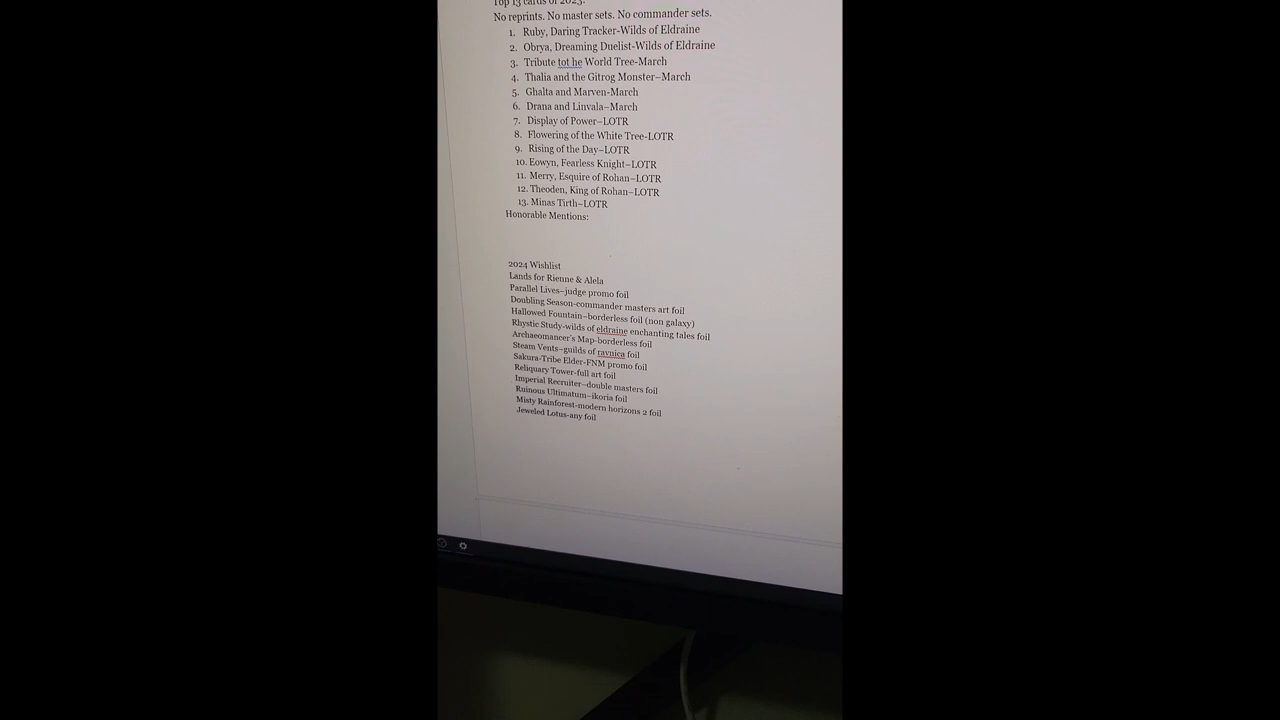 Top 13 cards of 2023:
No reprints. No master sets. No commander sets.
1. Ruby, Daring Tracker-Wilds of Eldraine
2. Obrya, Dreaming Duelist-Wilds of Eldraine
3. Tribute tot he World Tree-March
4. Thalia and the Gitrog Monster–March
5. Ghalta and Marven-March
6. Drana and Linvala–March
7. Display of Power–LOTR
8. Flowering of the White Tree-LOTR
9. Rising of the Day–LOTR
10. Eowyn, Fearless Knight–LOTR
11. Merry, Esquire of Rohan–LOTR
12. Theoden, King of Rohan–LOTR
13. Minas Tirth–LOTR
Honorable Mentions:
2024 Wishlist
Lands for Rienne & Alela
Parallel Lives–judge promo foil
Doubling Season-commander masters art foil
Hallowed Fountain–borderless foil (non galaxy)
Rhystic Study-wilds of eldraine enchanting tales foil
Archaeomancer's Map-borderless foil
Steam Vents–guilds of ravnica foil
Sakura-Tribe Elder-FNM promo foil
Reliquary Tower-full art foil
Imperial Recruiter–double masters foil
Ruinous Ultimatum–ikoria foil
Misty Rainforest-modern horizons 2 foil
Jeweled Lotus-any foil